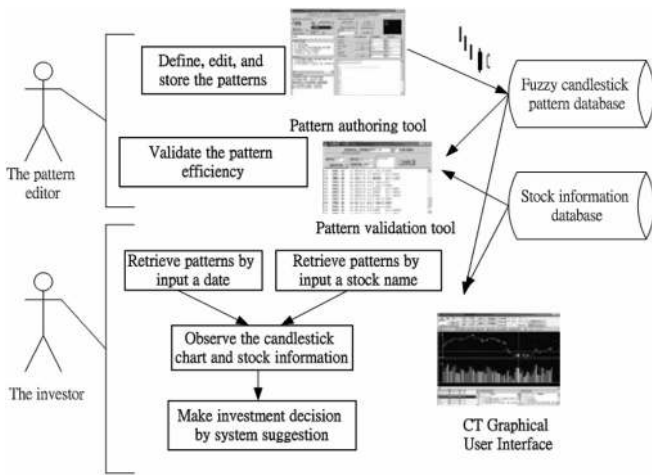 Define, edit, and
store the patterns
Fuzzy candlestick
pattern database
Pattern authoring tool
Validate the pattern
efficiency
The pattern
editor
Stock information
database
Pattern validation tool
Retrieve patterns by
input a date
Retrieve patterns by
input a stock name
Observe the candlestick
chart and stock information
The investor
Make investment decision
by system suggestion
CT Graphical
User Interface